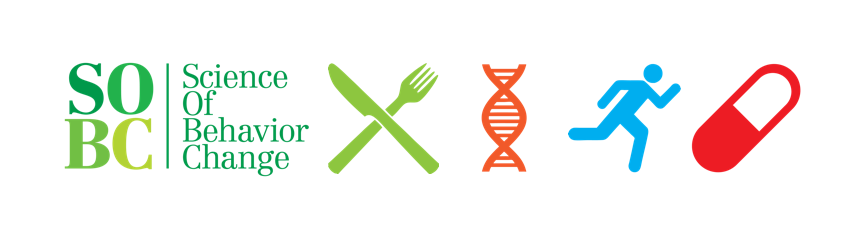 SO
BC
Science
Of
Behavior
Change